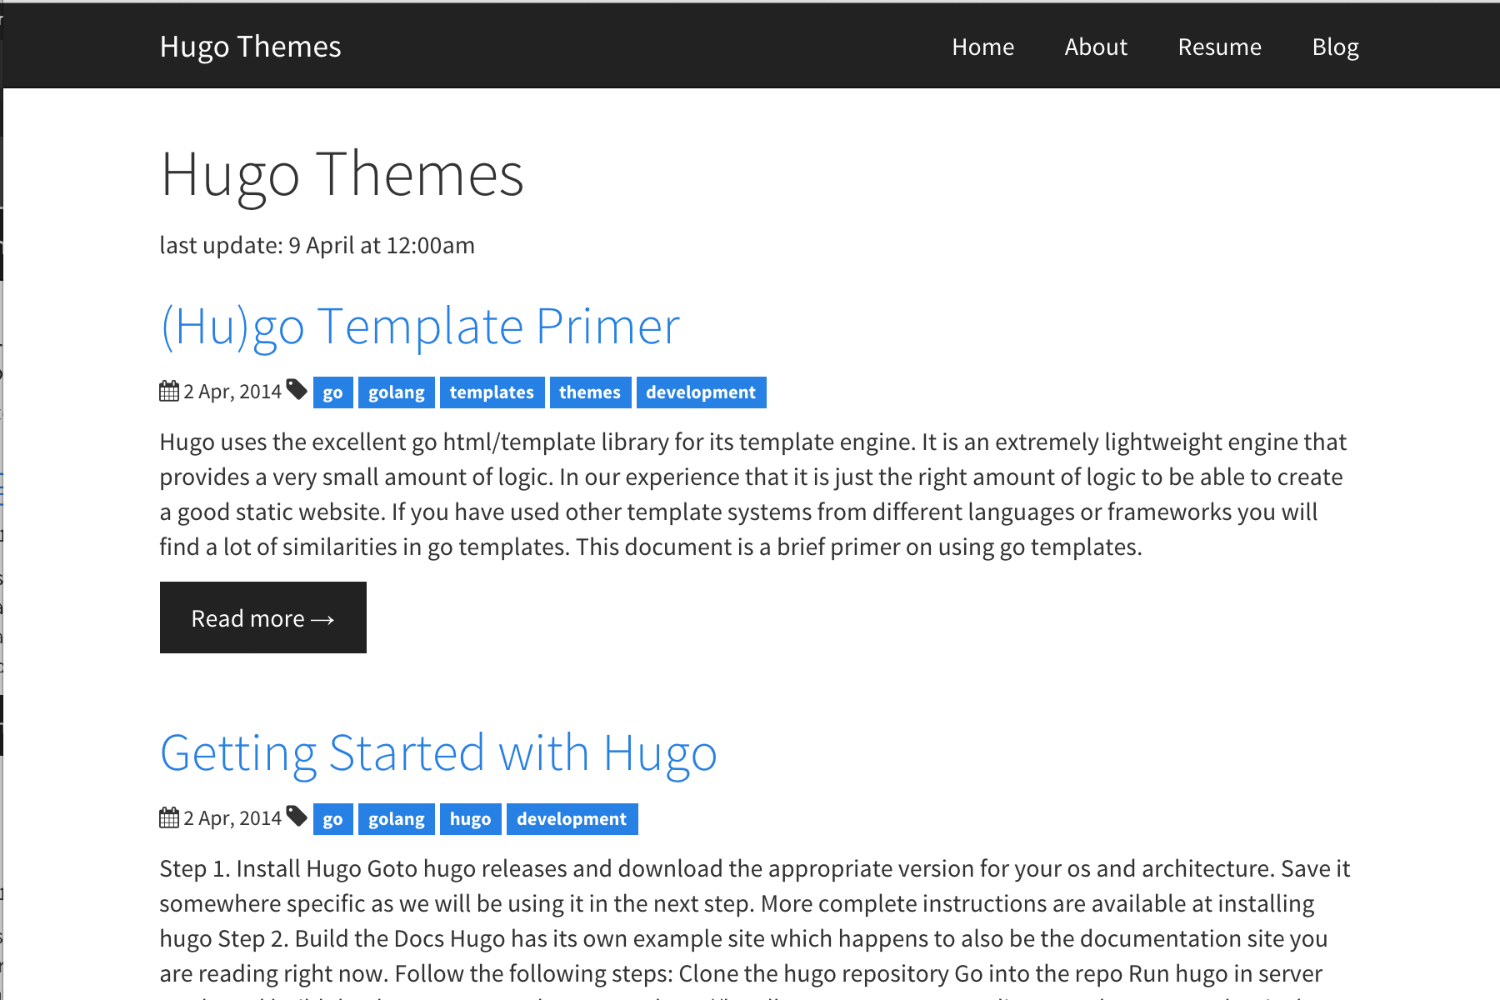 Hugo Themes
Home About Resume Blog
Hugo Themes
last update: 9 April at 12:00am
(Hu)go Template Primer
2 Apr, 2014 go golang templates themes development
Hugo uses the excellent go html/template library for its template engine. It is an extremely lightweight engine that
provides a very small amount of logic. In our experience that it is just the right amount of logic to be able to create
a good static website. If you have used other template systems from different languages or frameworks you will
find a lot of similarities in go templates. This document is a brief primer on using go templates.
Read more →
Getting Started with Hugo
2 Apr, 2014 go golang hugo development
Step 1. Install Hugo Goto hugo releases and download the appropriate version for your os and architecture. Save it
somewhere specific as we will be using it in the next step. More complete instructions are available at installing
hugo Step 2. Build the Docs Hugo has its own example site which happens to also be the documentation site you
are reading right now. Follow the following steps: Clone the hugo repository Go into the repo Run hugo in server